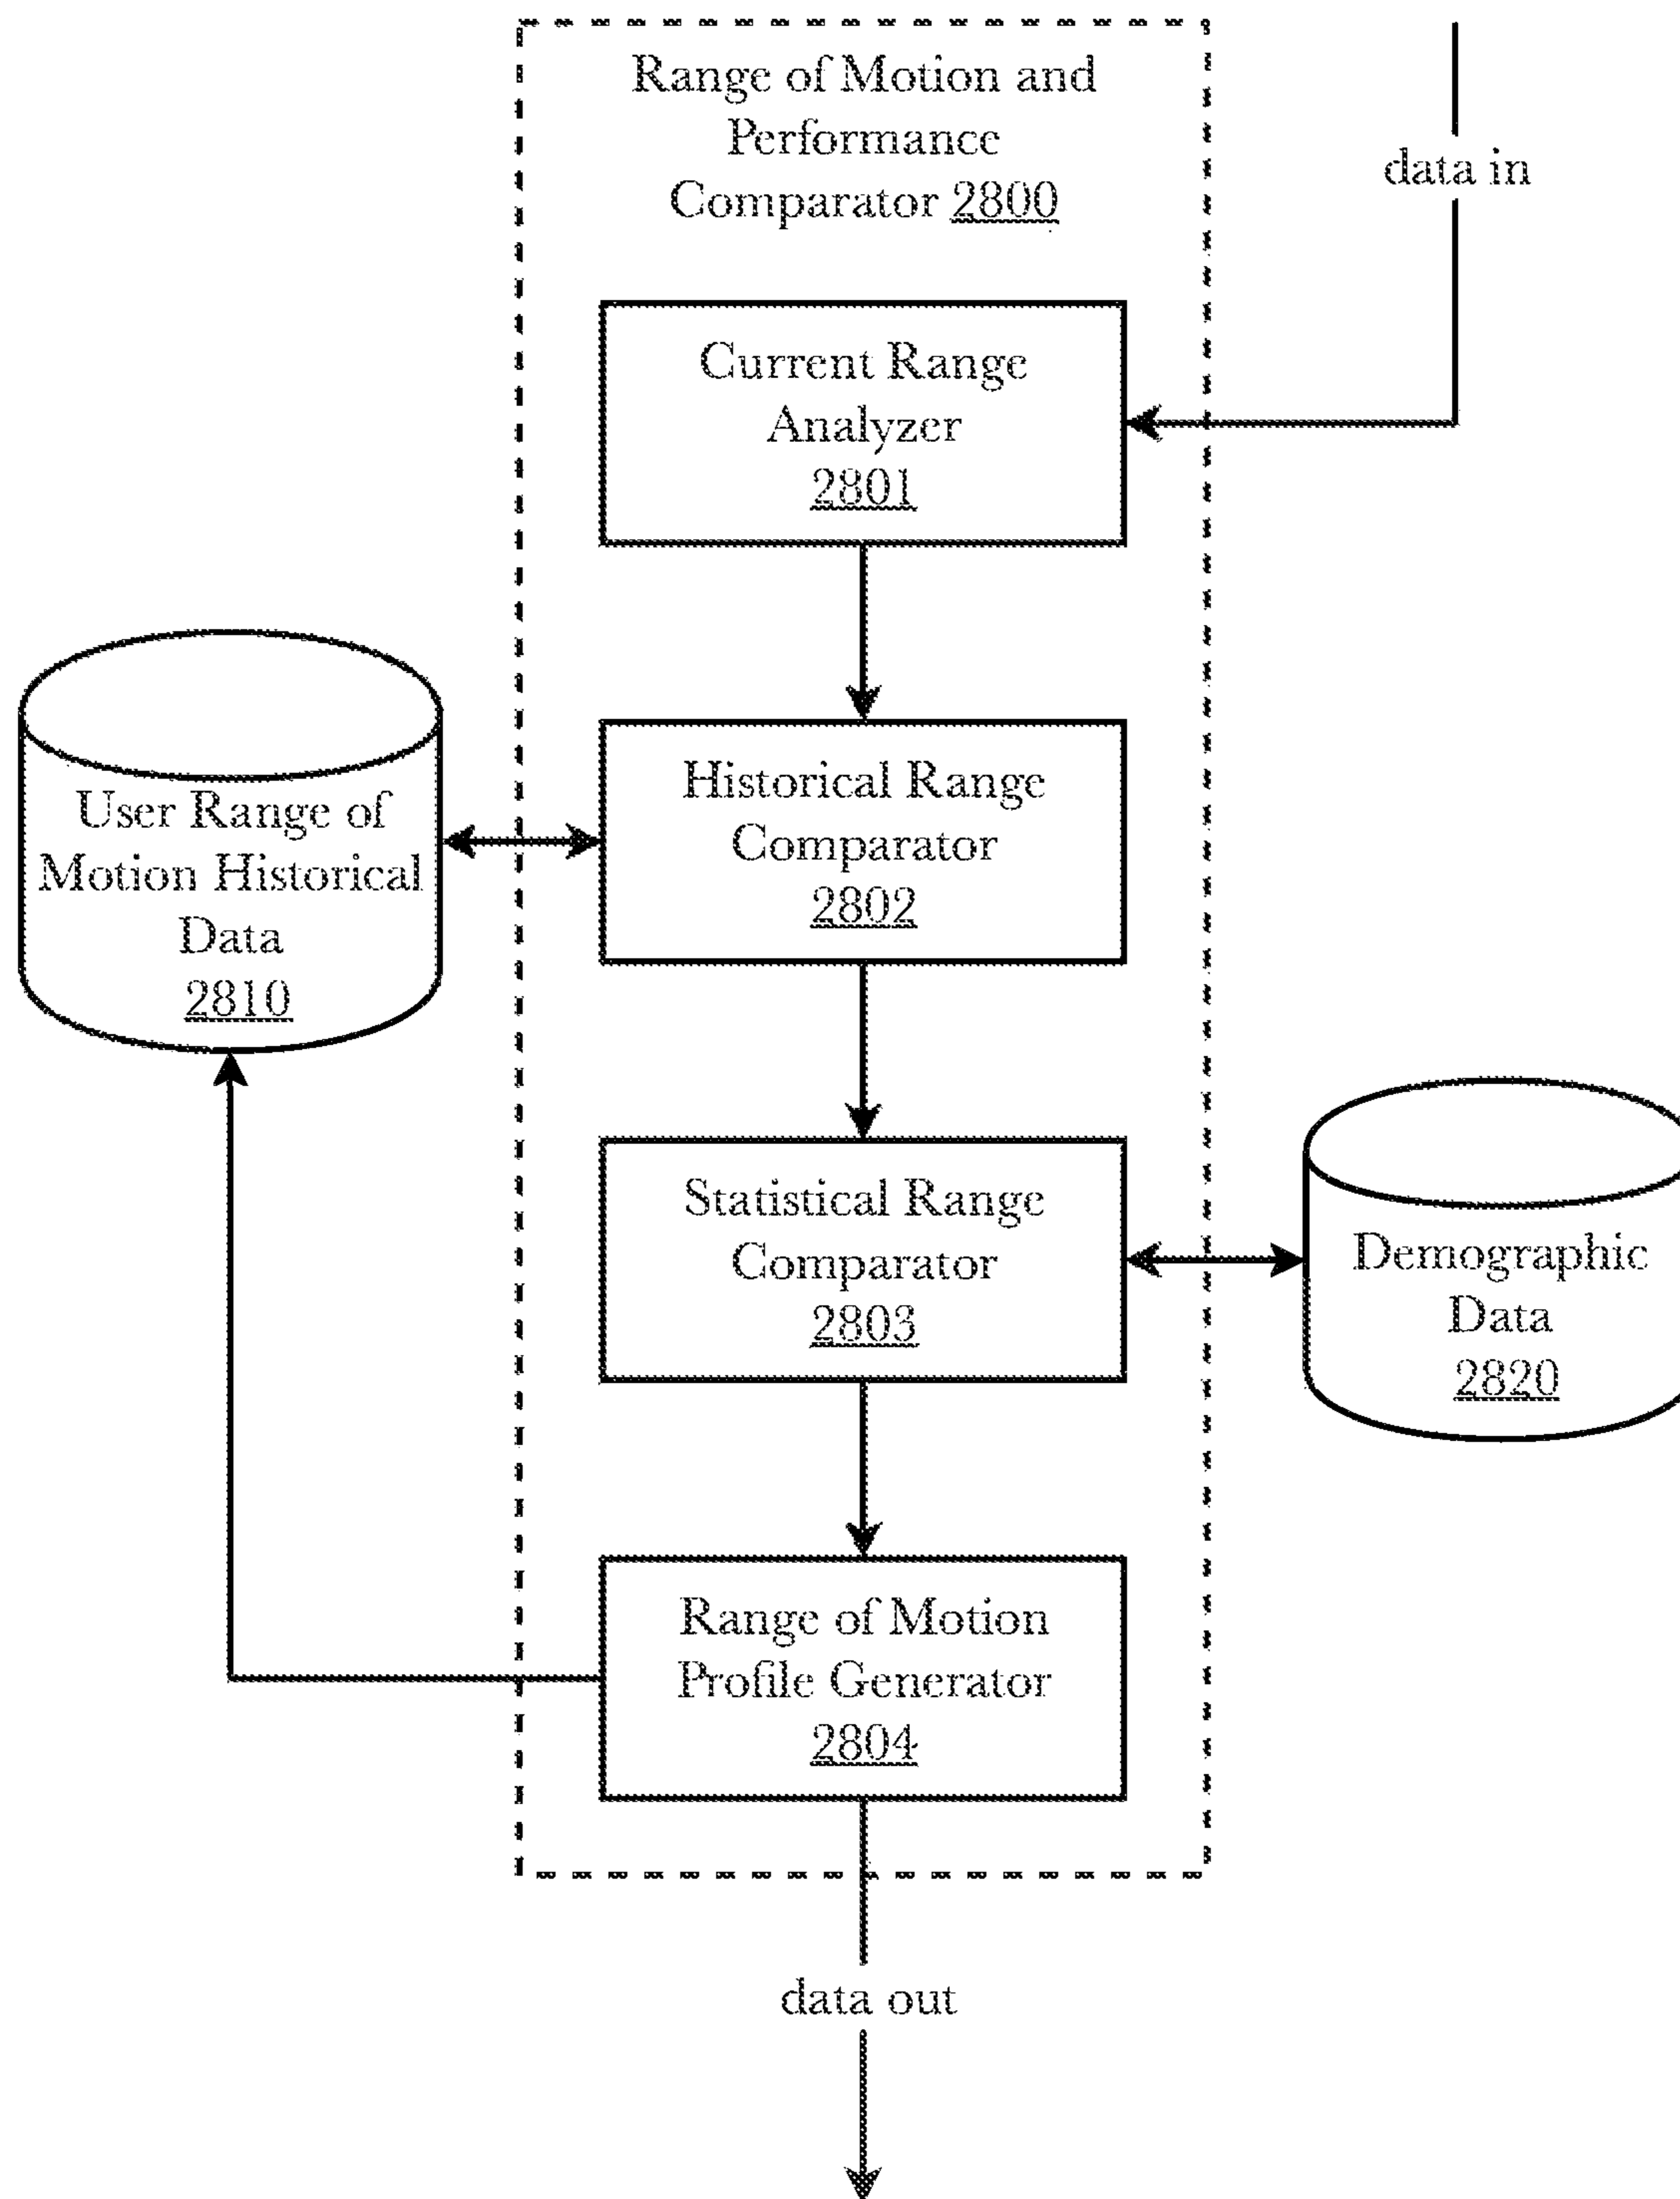 Range of Motion and
Performance
Comparator 2800
data in
Current Range
Analyzer
2801
Historical Range
Comparator
2802
User Range of
Motion Historical
Data
2810
Statistical Range
Comparator
2803
Demographic
Data
2820
Range of Motion
Profile Generator
2804
data out